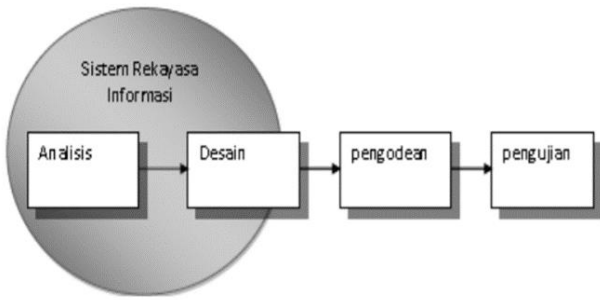 Sistem Rekayasa
Informasi
Analisis
Desain
pengodean
pengujian